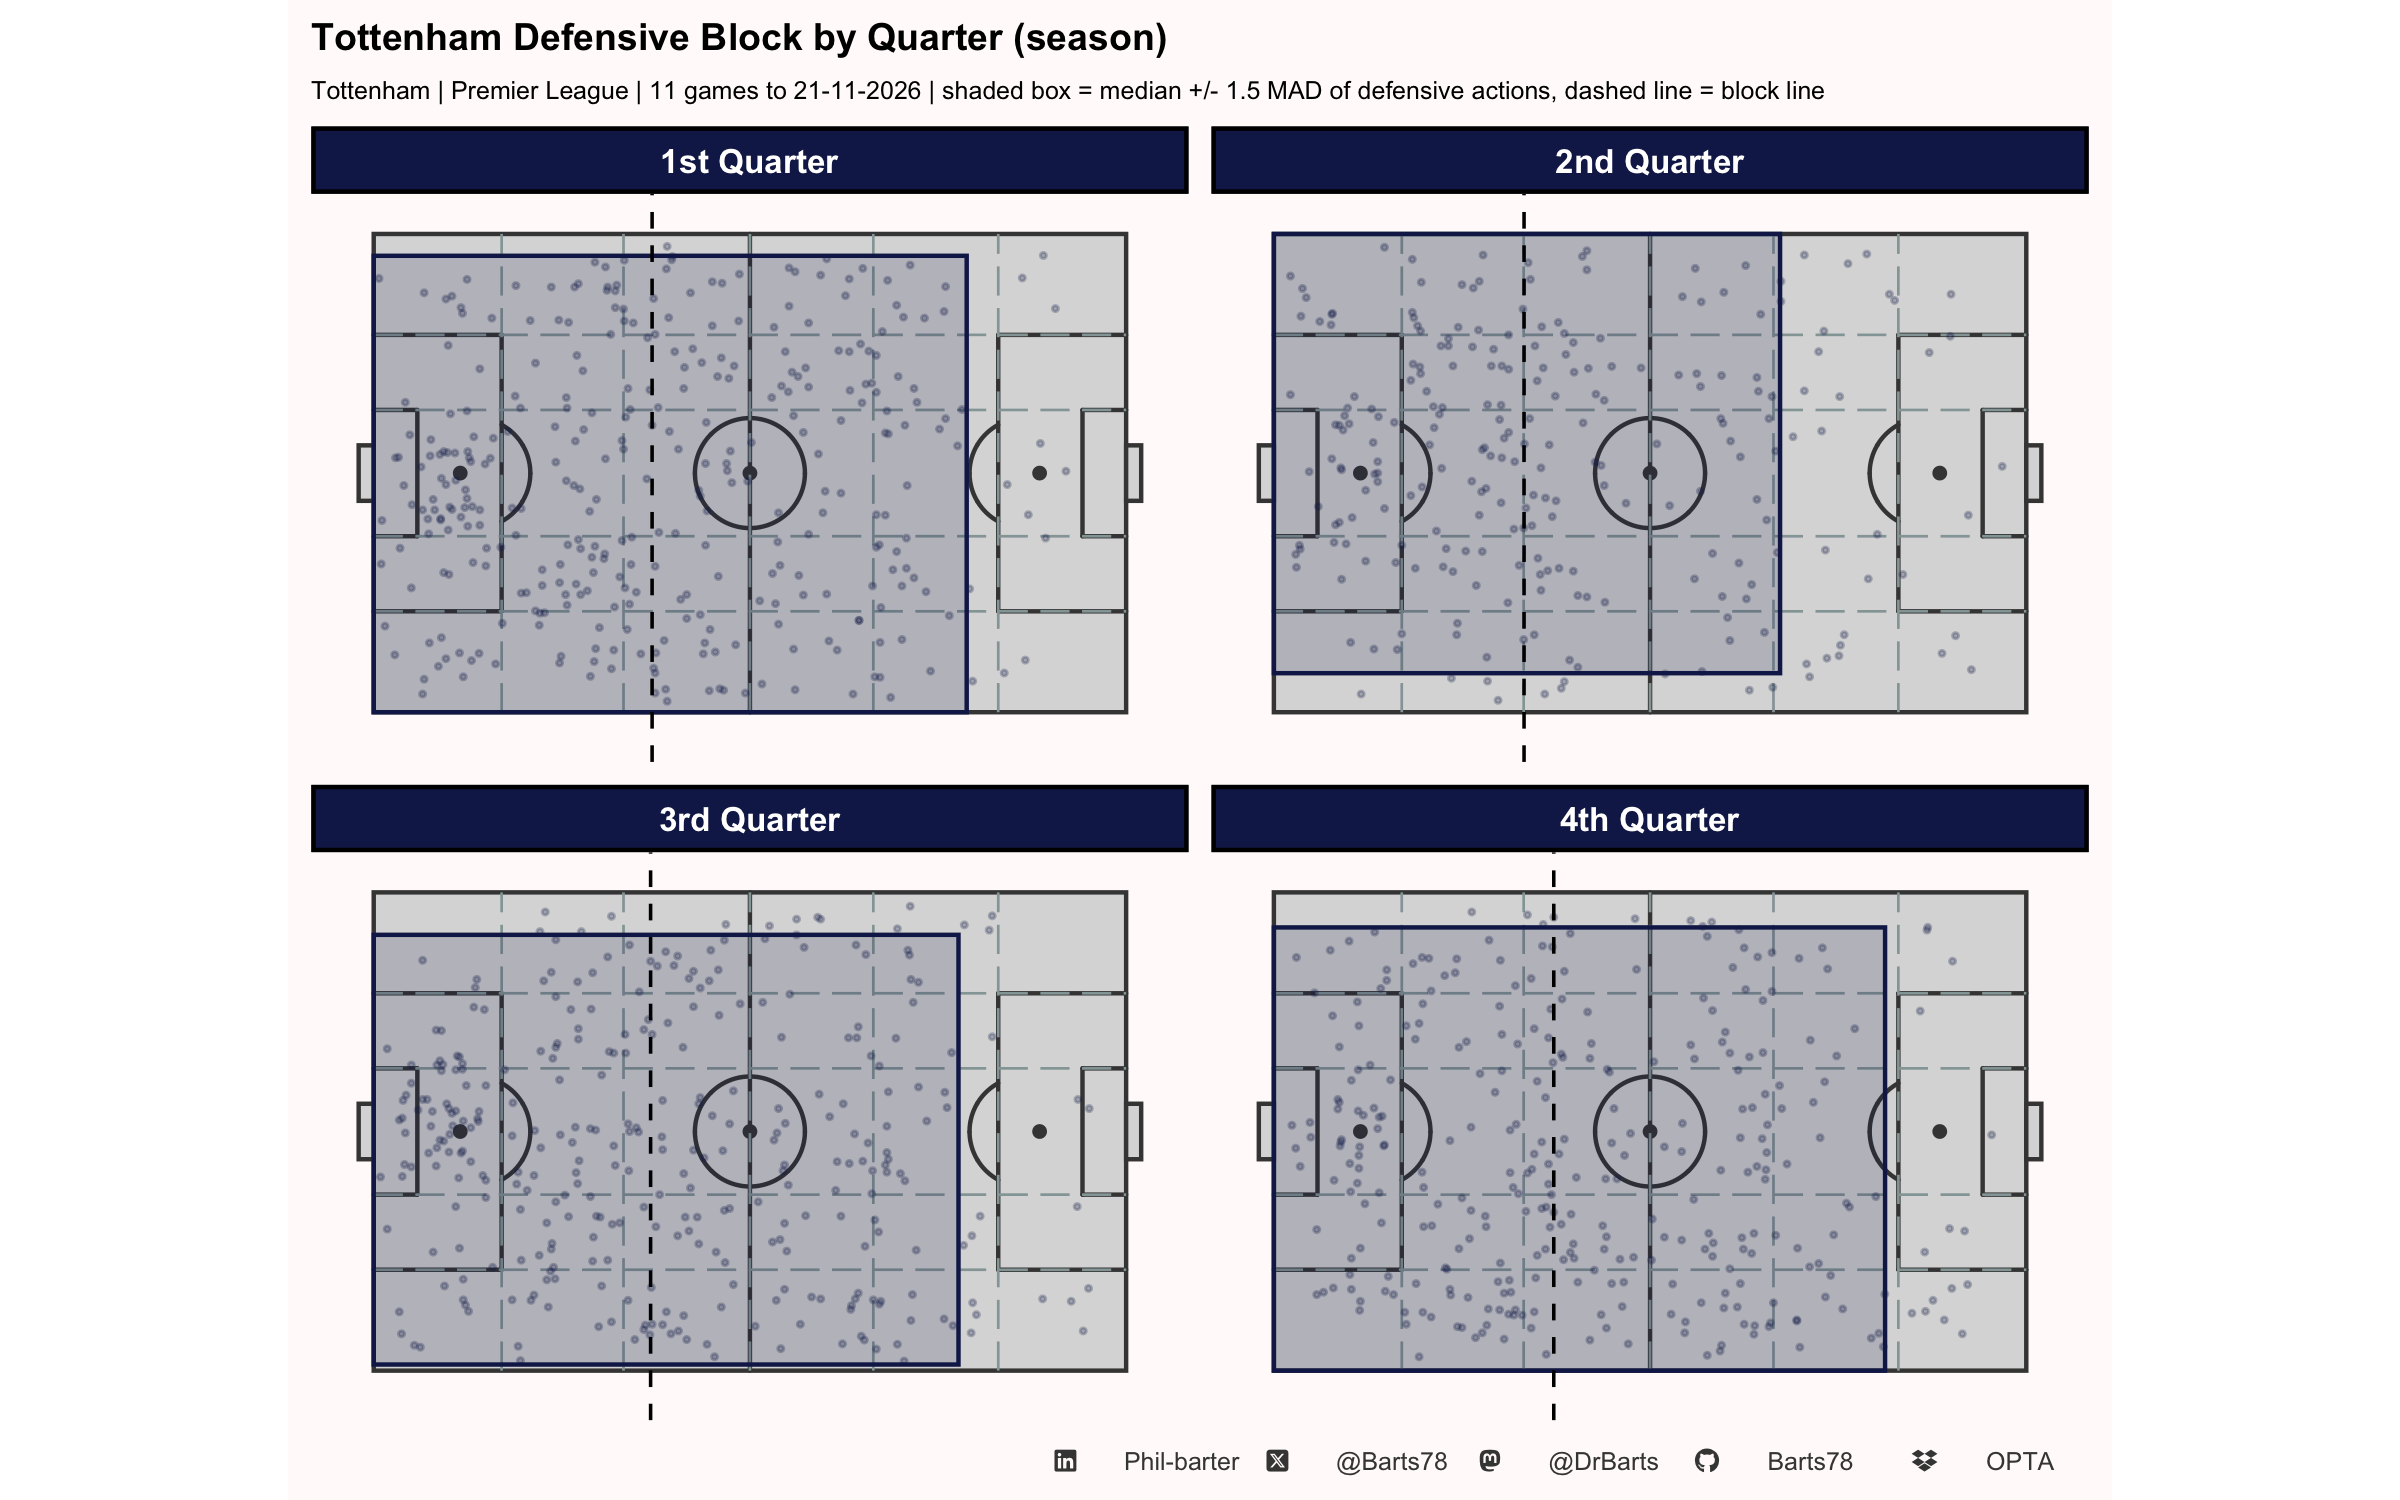 Tottenham Defensive Block by Quarter (season)
Tottenham | Premier League | 11 games to 21-11-2026 | shaded box = median +/- 1.5 MAD of defensive actions, dashed line = block line
1st Quarter
2nd Quarter
3rd Quarter
4th Quarter
Phil-barter @Barts78 @DrBarts Barts78 OPTA